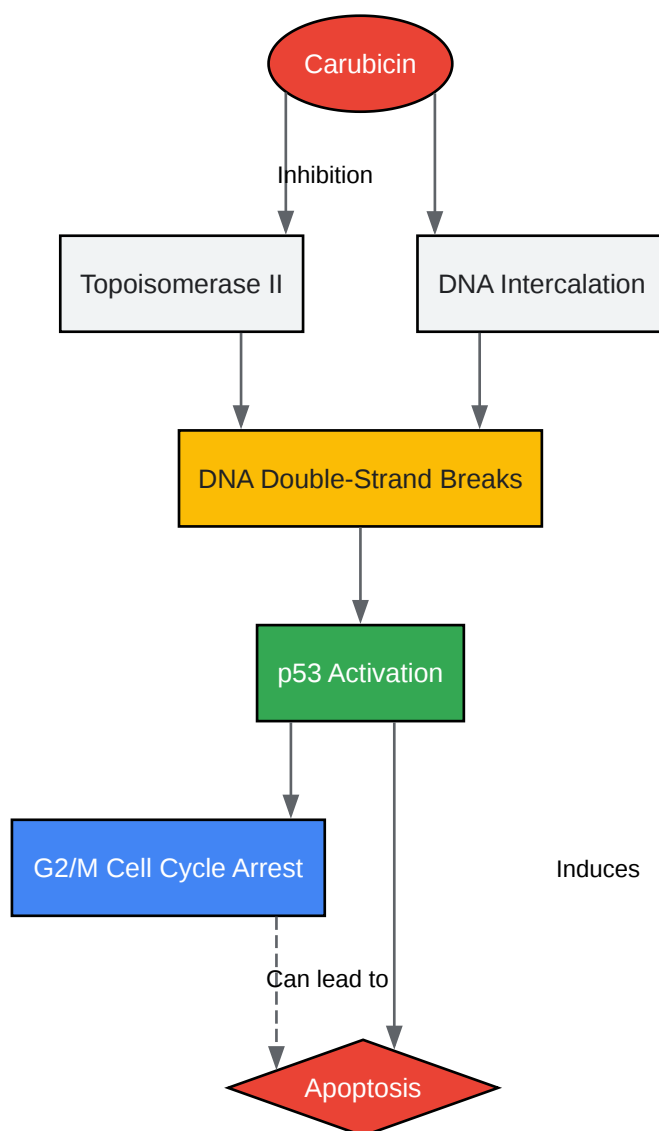 Carubicin
Inhibition
Topoisomerase II
DNA Intercalation
DNA Double-Strand Breaks
p53 Activation
G2/M Cell Cycle Arrest
Induces
Can lead to
Apoptosis